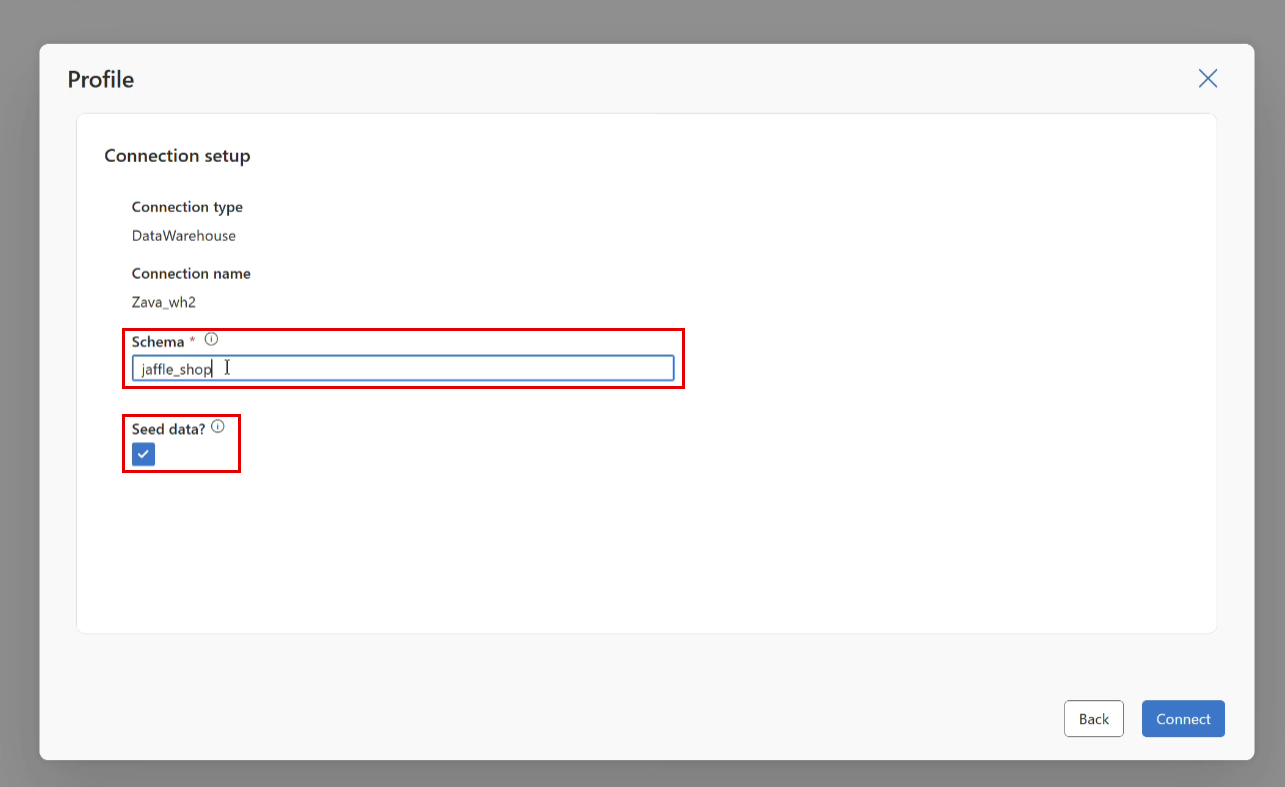 Profile
Connection setup
Connection type
DataWarehouse
Connection name
Zava_wh2
Schema *
jaffle_shop
Seed data?
Back
Connect